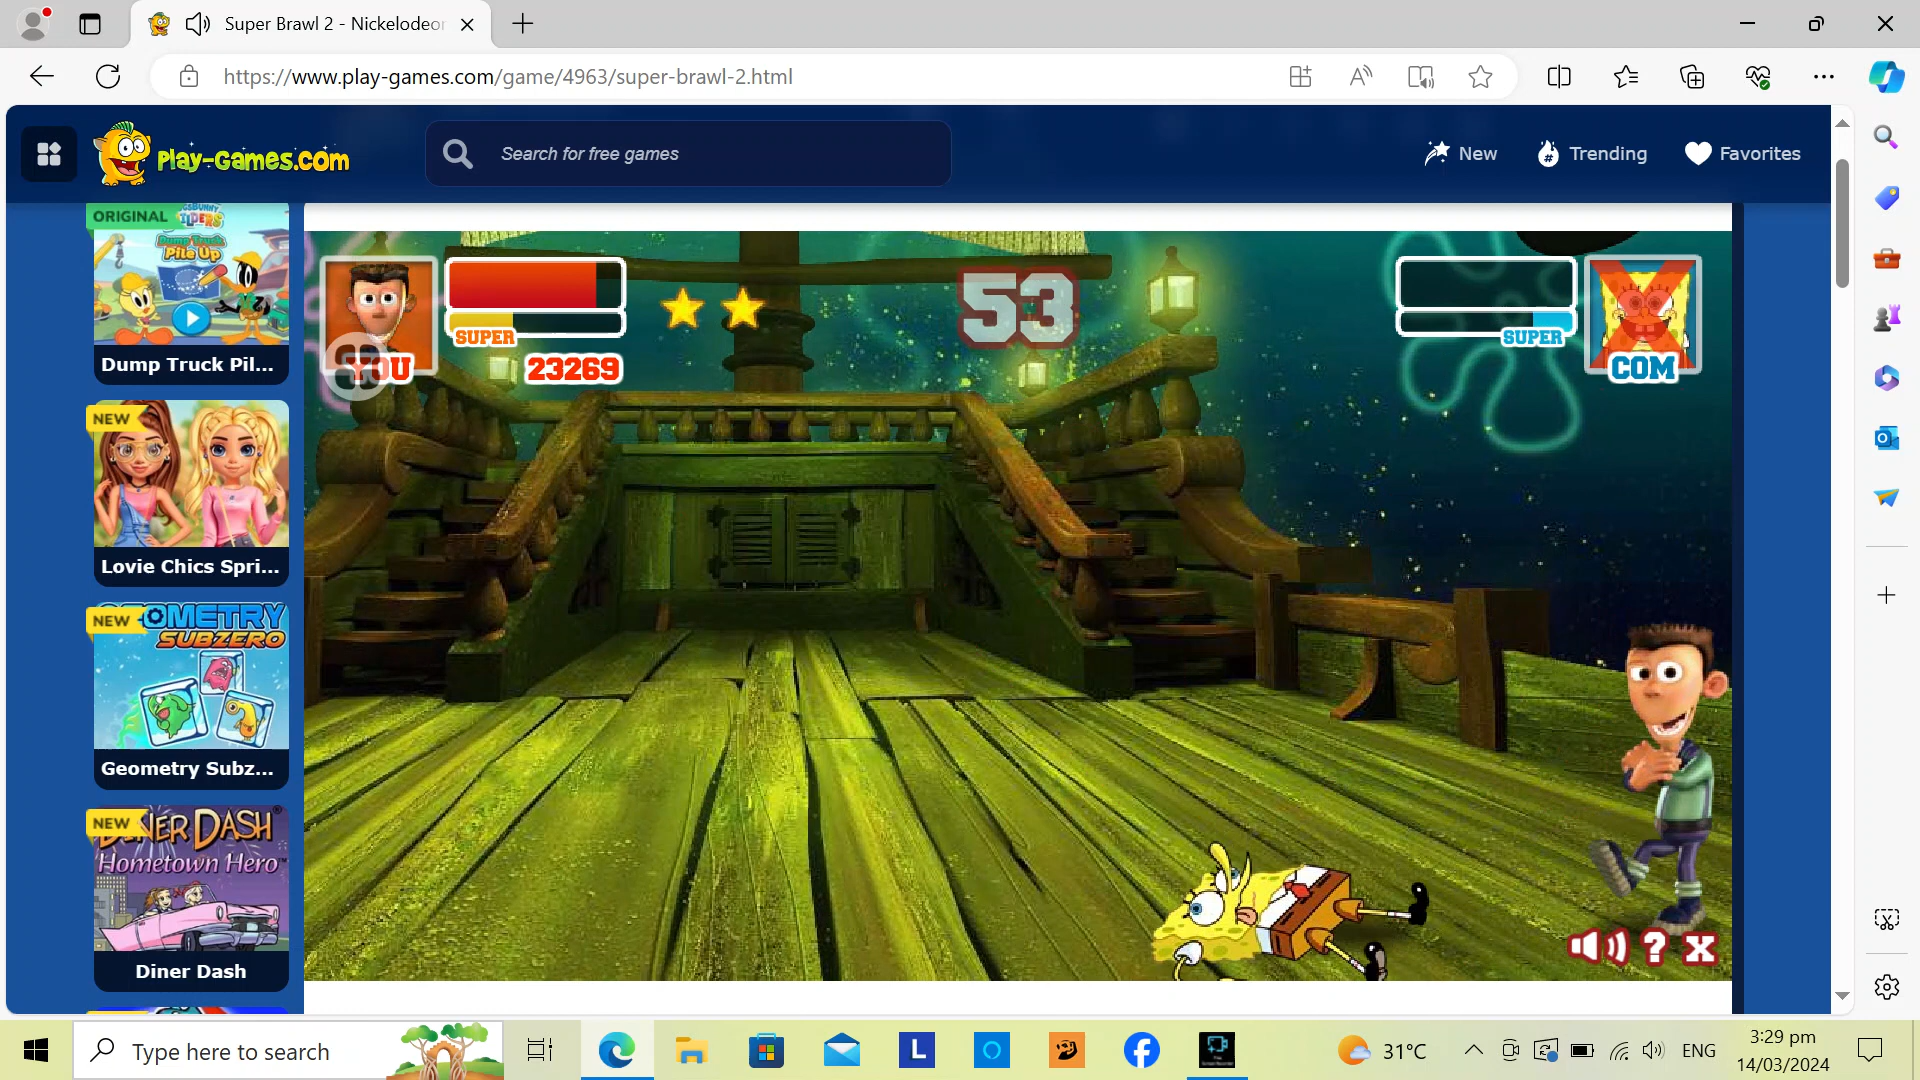 Super Brawl 2 - Nickelodeon
https://www.play-games.com/game/4963/super-brawl-2.html
PLAY-GAMES.COM
Search for free games
New
Trending
Favorites
ORIGINAL
BUILDERS
Dump Truck
Pile Up
Dump Truck Pil...
NEW
Lovie Chics Spri...
NEW
GEOMETRY
SUBZERO
Geometry Subz...
NEW
DINER DASH
Hometown Hero
Diner Dash
YOU
SUPER
23269
53
SUPER
COM
? X
Type here to search
L
31°C
ENG
3:29 pm
14/03/2024